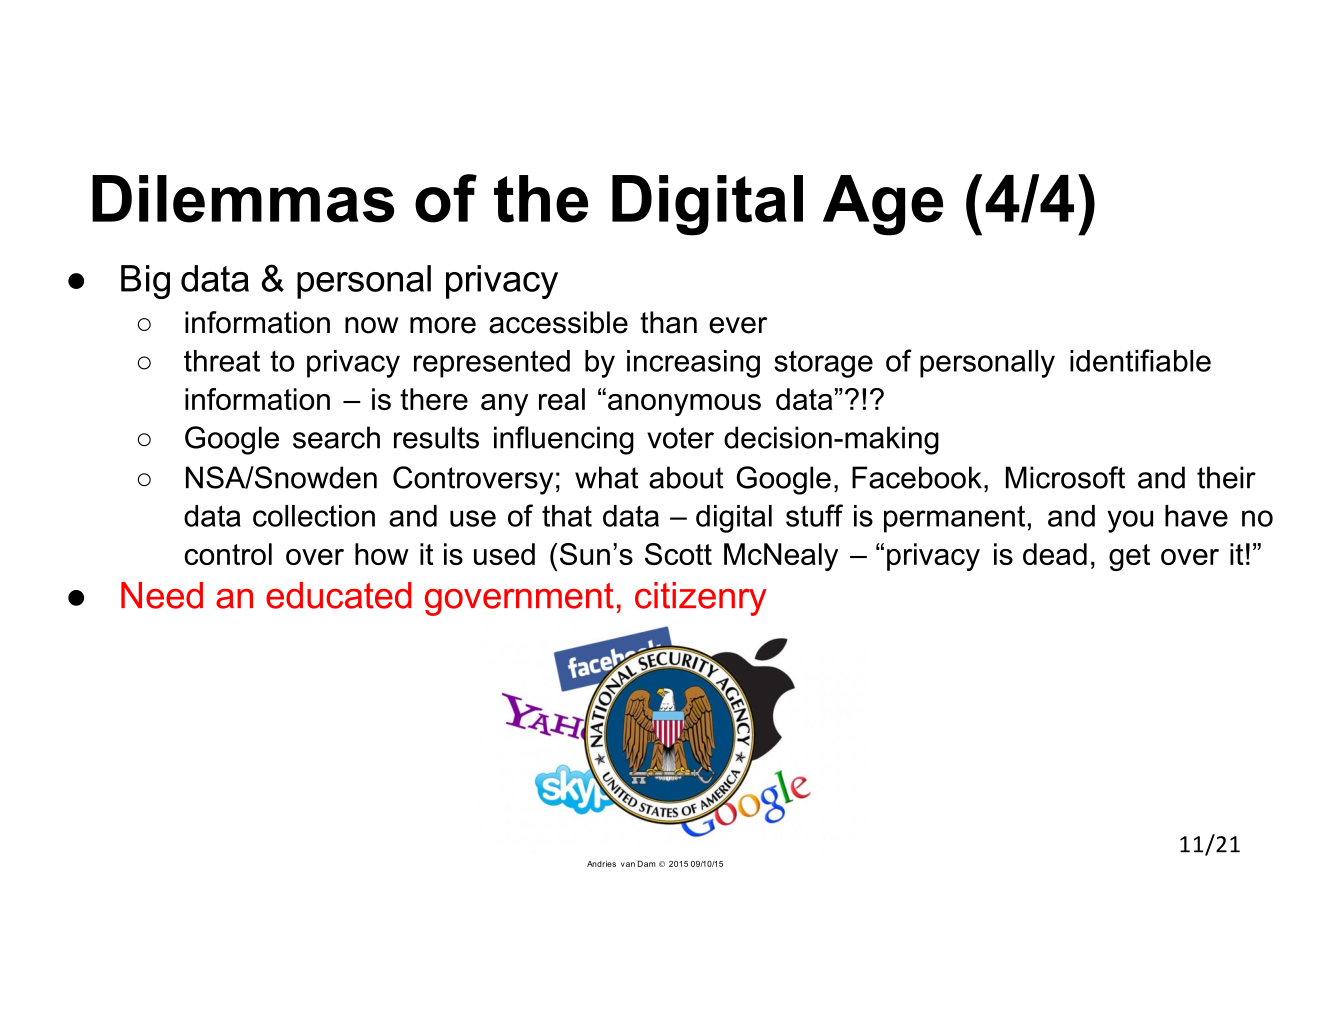 Dilemmas of the Digital Age (4/4)
● Big data & personal privacy
○ information now more accessible than ever
○ threat to privacy represented by increasing storage of personally identifiable
information – is there any real “anonymous data”?!?
○ Google search results influencing voter decision-making
○ NSA/Snowden Controversy; what about Google, Facebook, Microsoft and their
data collection and use of that data – digital stuff is permanent, and you have no
control over how it is used (Sun’s Scott McNealy – “privacy is dead, get over it!”
● Need an educated government, citizenry
faceb
NATIONAL SECURITY AGENCY
YAH
skyp
UNITED STATES OF AMERICA
Google
11/21
Andries van Dam © 2015 09/10/15